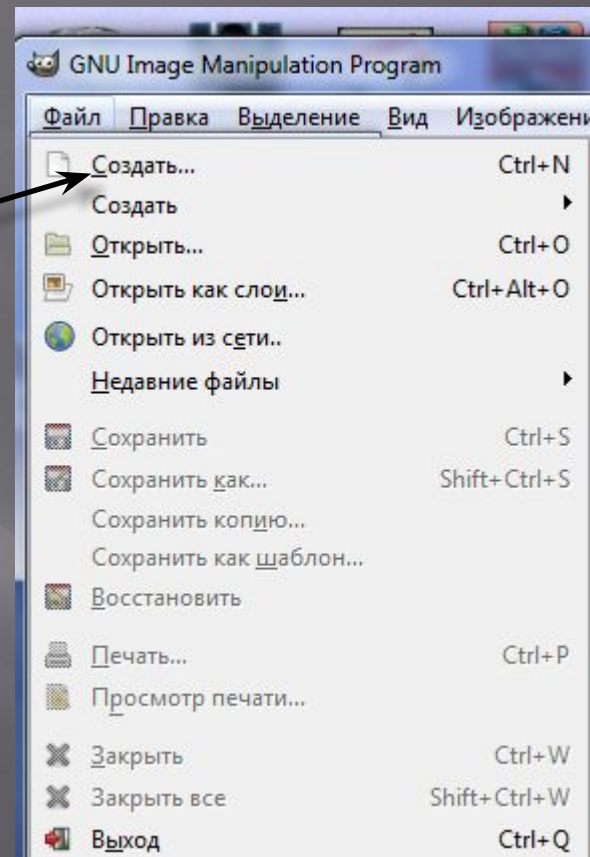 GNU Image Manipulation Program
Файл Правка Выделение Вид Изображени
Создать... Ctrl+N
Создать
Открыть... Ctrl+O
Открыть как слои... Ctrl+Alt+O
Открыть из сети..
Недавние файлы
Сохранить Ctrl+S
Сохранить как... Shift+Ctrl+S
Сохранить копию...
Сохранить как шаблон...
Восстановить
Печать... Ctrl+P
Просмотр печати...
Закрыть Ctrl+W
Закрыть все Shift+Ctrl+W
Выход Ctrl+Q